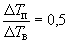 ΔTп / ΔTв = 0,5